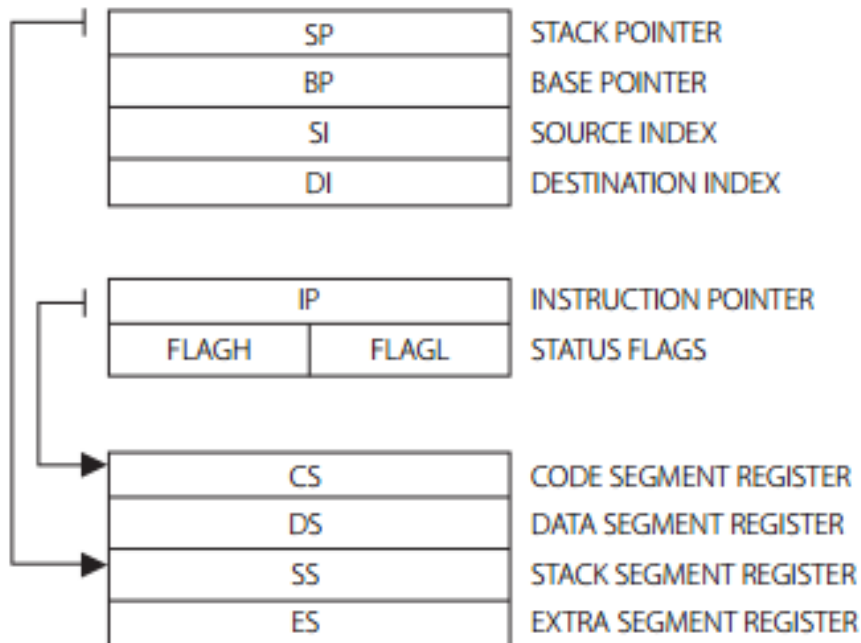 SP STACK POINTER
BP BASE POINTER
SI SOURCE INDEX
DI DESTINATION INDEX
IP INSTRUCTION POINTER
FLAGH FLAGL STATUS FLAGS
CS CODE SEGMENT REGISTER
DS DATA SEGMENT REGISTER
SS STACK SEGMENT REGISTER
ES EXTRA SEGMENT REGISTER